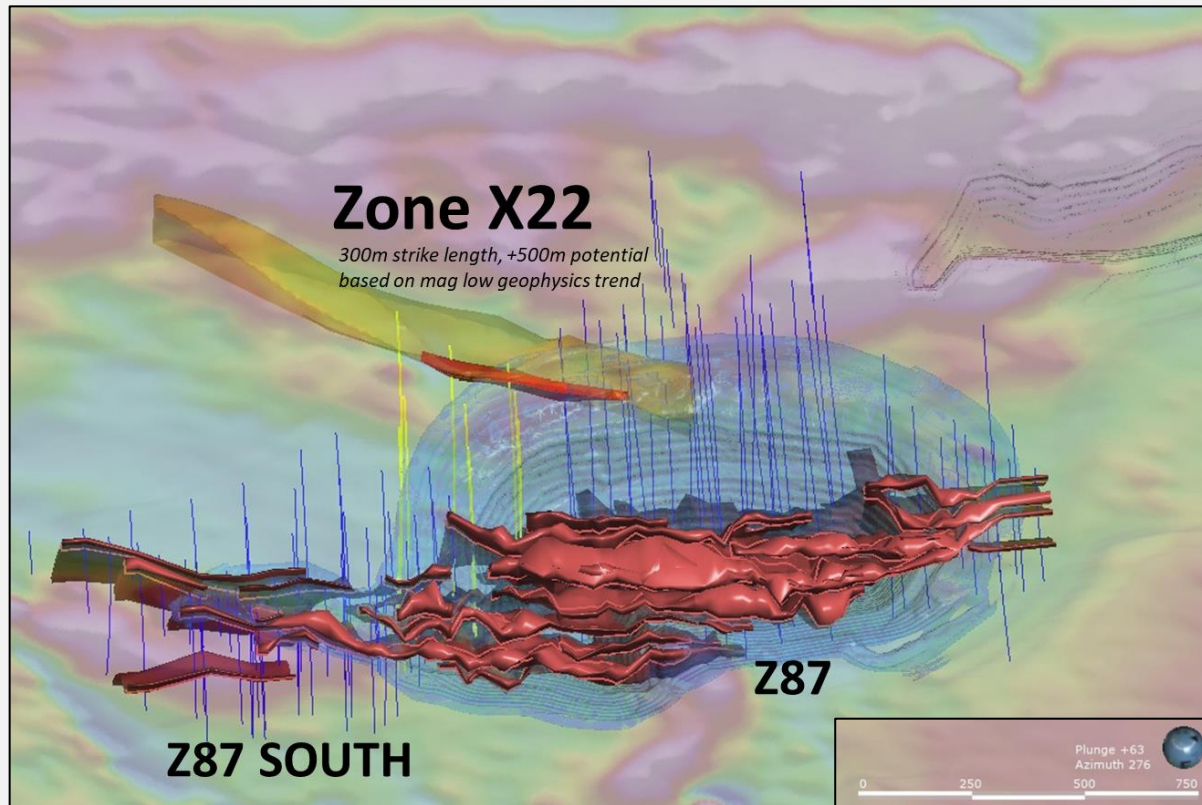 Zone X22
300m strike length, +500m potential
based on mag low geophysics trend
Z87
Z87 SOUTH
Plunge +63
Azimuth 276
0 250 500 750